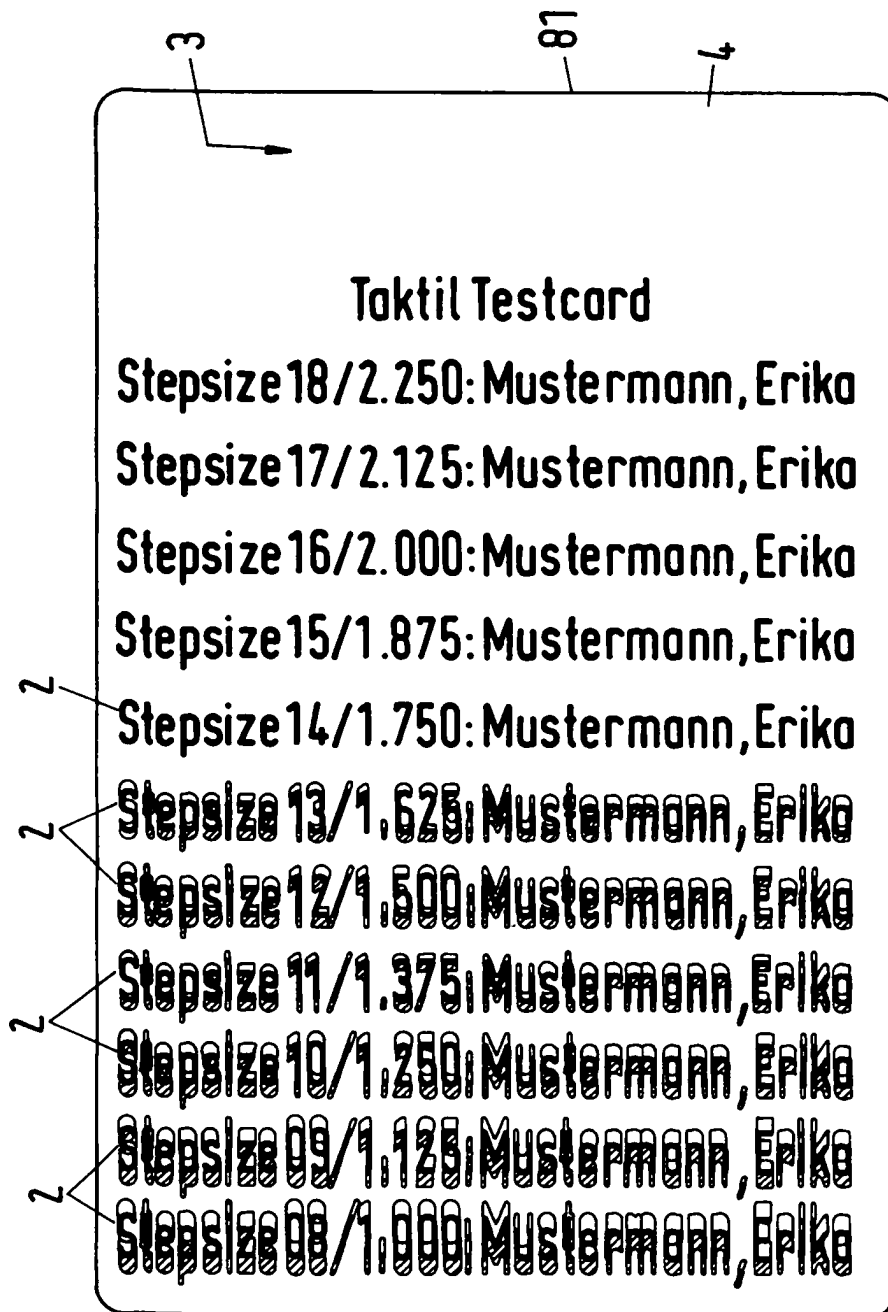 3 81 4
Taktil Testcard
Stepsize 18/2.250: Mustermann, Erika
Stepsize 17/2.125: Mustermann, Erika
Stepsize 16/2.000: Mustermann, Erika
Stepsize 15/1.875: Mustermann, Erika
2
Stepsize 14/1.750: Mustermann, Erika
Stepsize 13/1.625: Mustermann, Erika
2
Stepsize 12/1.500: Mustermann, Erika
Stepsize 11/1.375: Mustermann, Erika
2
Stepsize 10/1.250: Mustermann, Erika
Stepsize 09/1.125: Mustermann, Erika
2
Stepsize 08/1.000: Mustermann, Erika